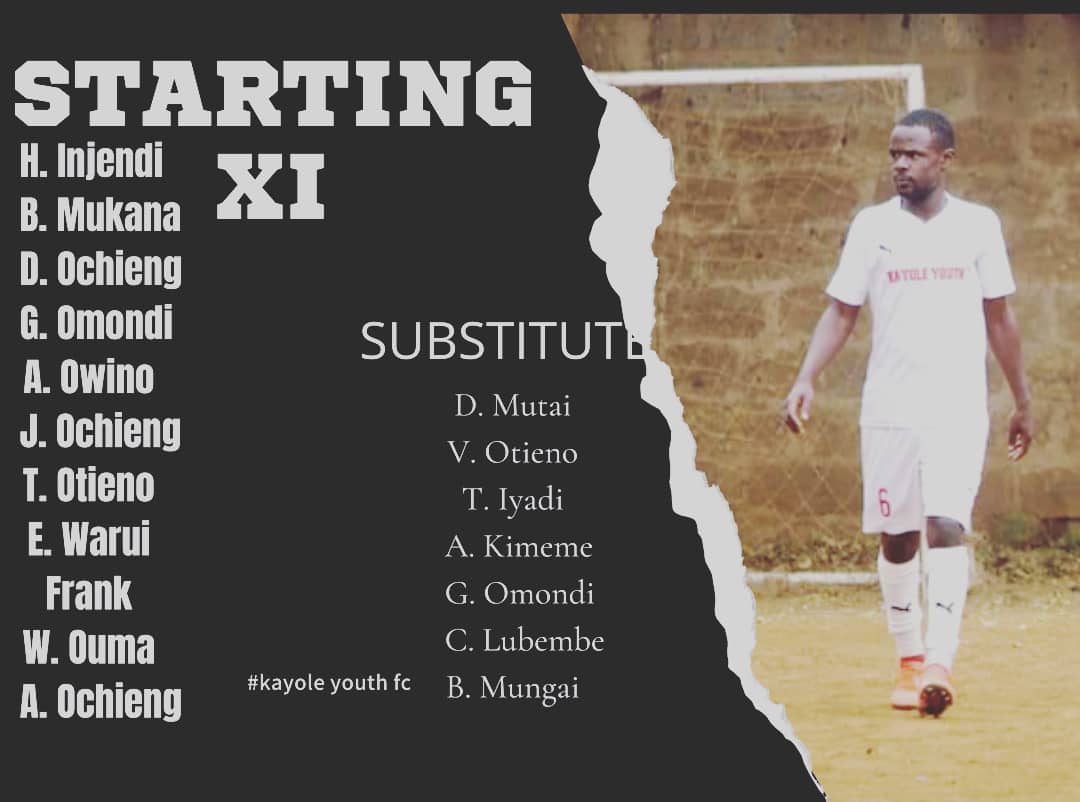 STARTING
XI
H. Injendi
B. Mukana
D. Ochieng
G. Omondi
A. Owino
J. Ochieng
T. Otieno
E. Warui
Frank
W. Ouma
A. Ochieng
SUBSTITUTE
D. Mutai
V. Otieno
T. Iyadi
A. Kimeme
G. Omondi
C. Lubembe
B. Mungai
#kayole youth fc
KAYOLE YOUTH
6